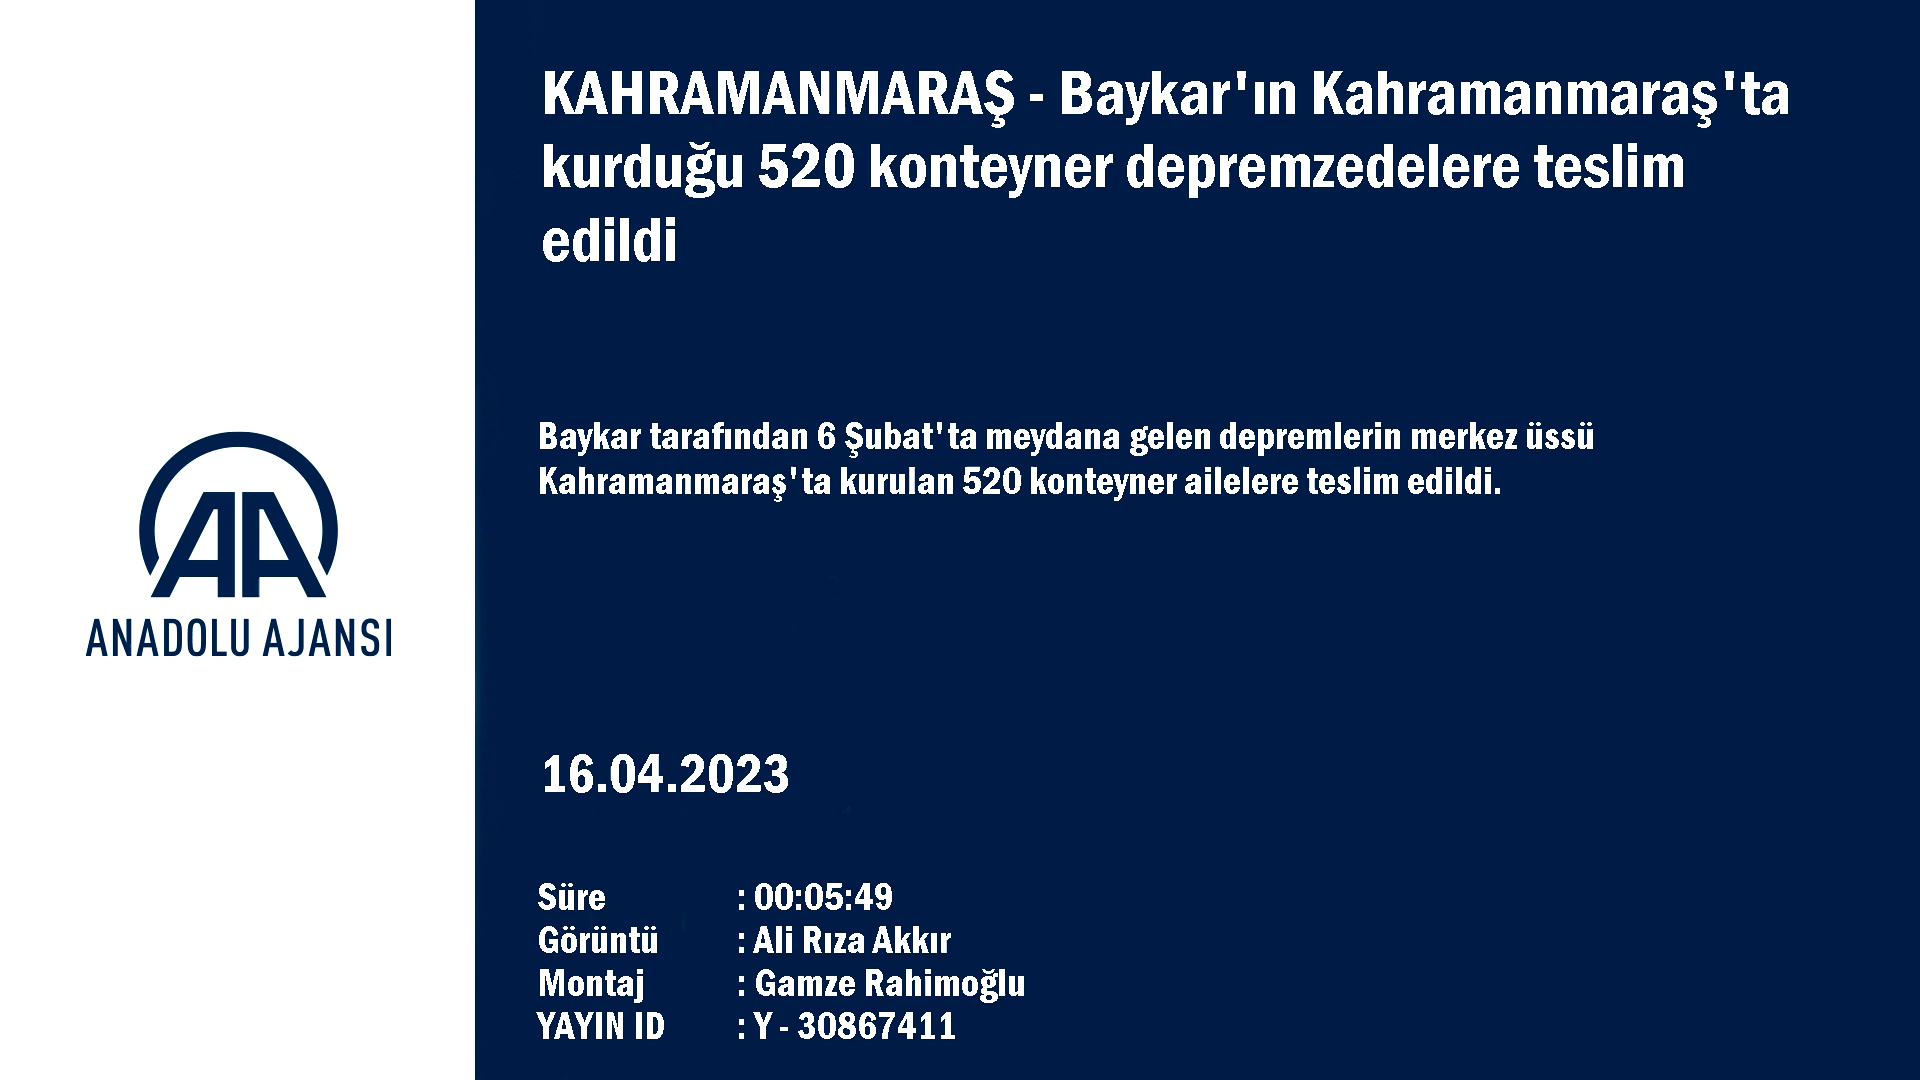 KAHRAMANMARAŞ - Baykar'ın Kahramanmaraş'ta
kurduğu 520 konteyner depremzedelere teslim
edildi
Baykar tarafından 6 Şubat'ta meydana gelen depremlerin merkez üssü
Kahramanmaraş'ta kurulan 520 konteyner ailelere teslim edildi.
AA
ANADOLU AJANSI
16.04.2023
Süre : 00:05:49
Görüntü : Ali Rıza Akkır
Montaj : Gamze Rahimoğlu
YAYIN ID : Y - 30867411